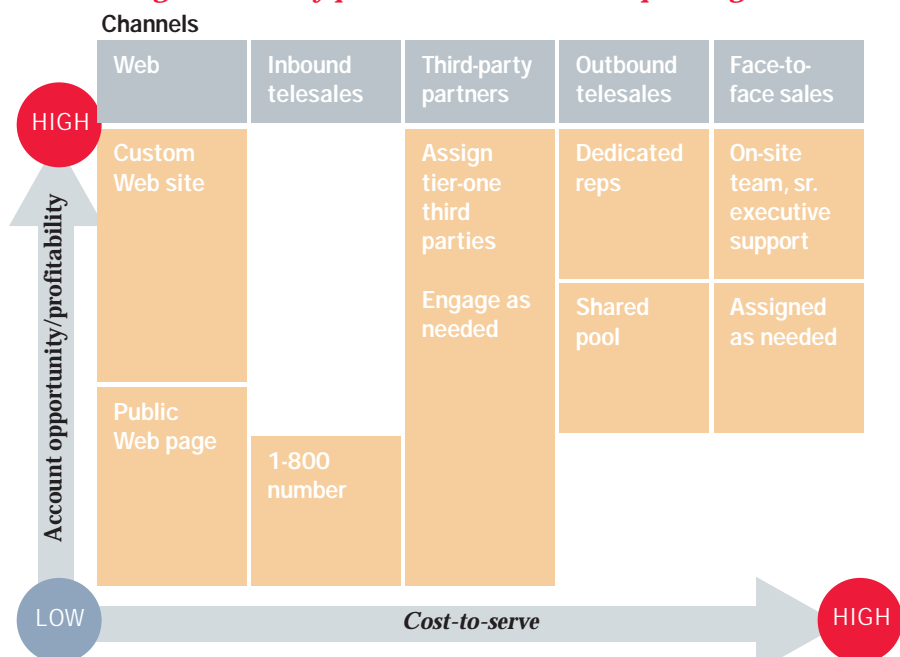 Channels
Web
Inbound
telesales
Third-party
partners
Outbound
telesales
Face-to-
face sales
HIGH
Custom
Web site
Assign
tier-one
third
parties
Engage as
needed
Dedicated
reps
On-site
team, sr.
executive
support
Shared
pool
Assigned
as needed
Public
Web page
1-800
number
Account opportunity/profitability
LOW
Cost-to-serve
HIGH